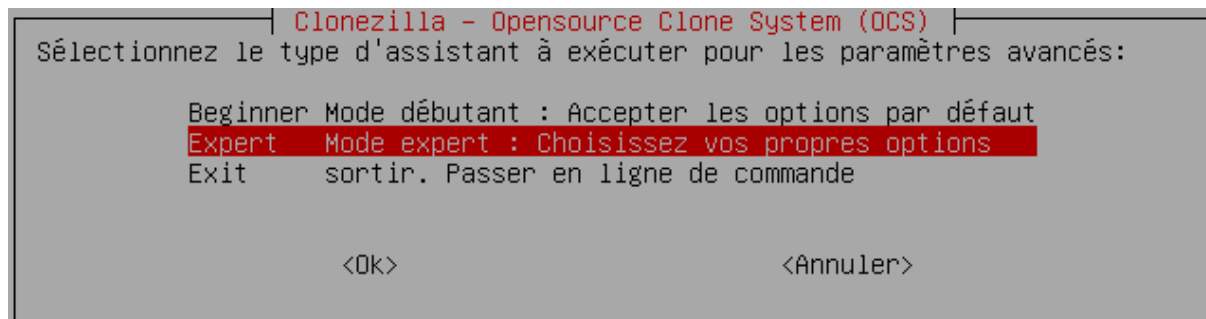 Clonezilla - Opensource Clone System (OCS)
Sélectionnez le type d'assistant à exécuter pour les paramètres avancés:
Beginner Mode débutant : Accepter les options par défaut
Expert Mode expert : Choisissez vos propres options
Exit sortir. Passer en ligne de commande
<Ok> <Annuler>